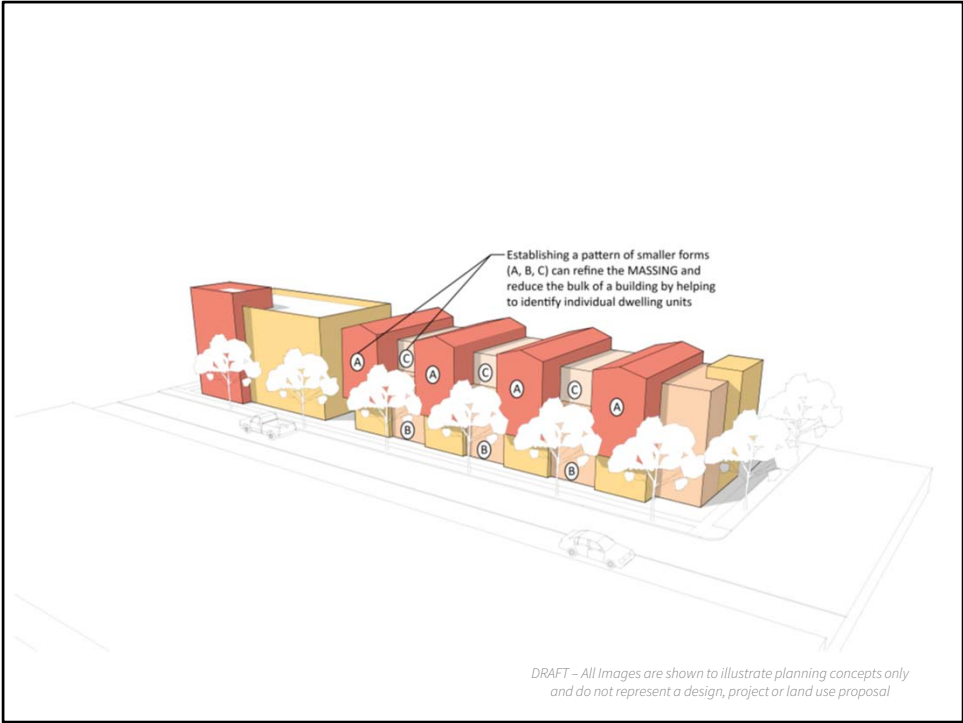 Establishing a pattern of smaller forms
(A, B, C) can refine the MASSING and
reduce the bulk of a building by helping
to identify individual dwelling units
A
C
A
C
A
C
A
B
B
B
DRAFT – All Images are shown to illustrate planning concepts only
and do not represent a design, project or land use proposal